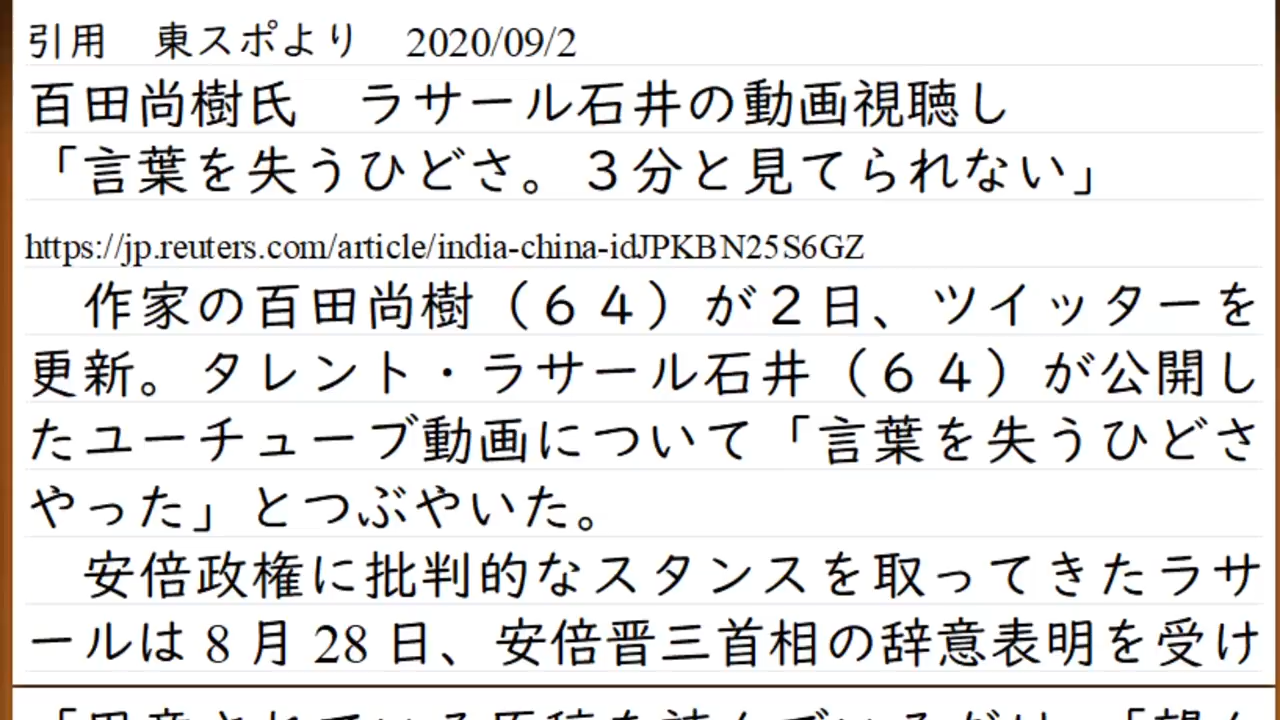 引用　東スポより　2020/09/2
百田尚樹氏　ラサール石井の動画視聴し
「言葉を失うひどさ。３分と見てられない」
https://jp.reuters.com/article/india-china-idJPKBN25S6GZ
　作家の百田尚樹（６４）が２日、ツイッターを
更新。タレント・ラサール石井（６４）が公開し
たユーチューブ動画について「言葉を失うひどさ
やった」とつぶやいた。
　安倍政権に批判的なスタンスを取ってきたラサ
ールは 8 月 28 日、安倍晋三首相の辞意表明を受け